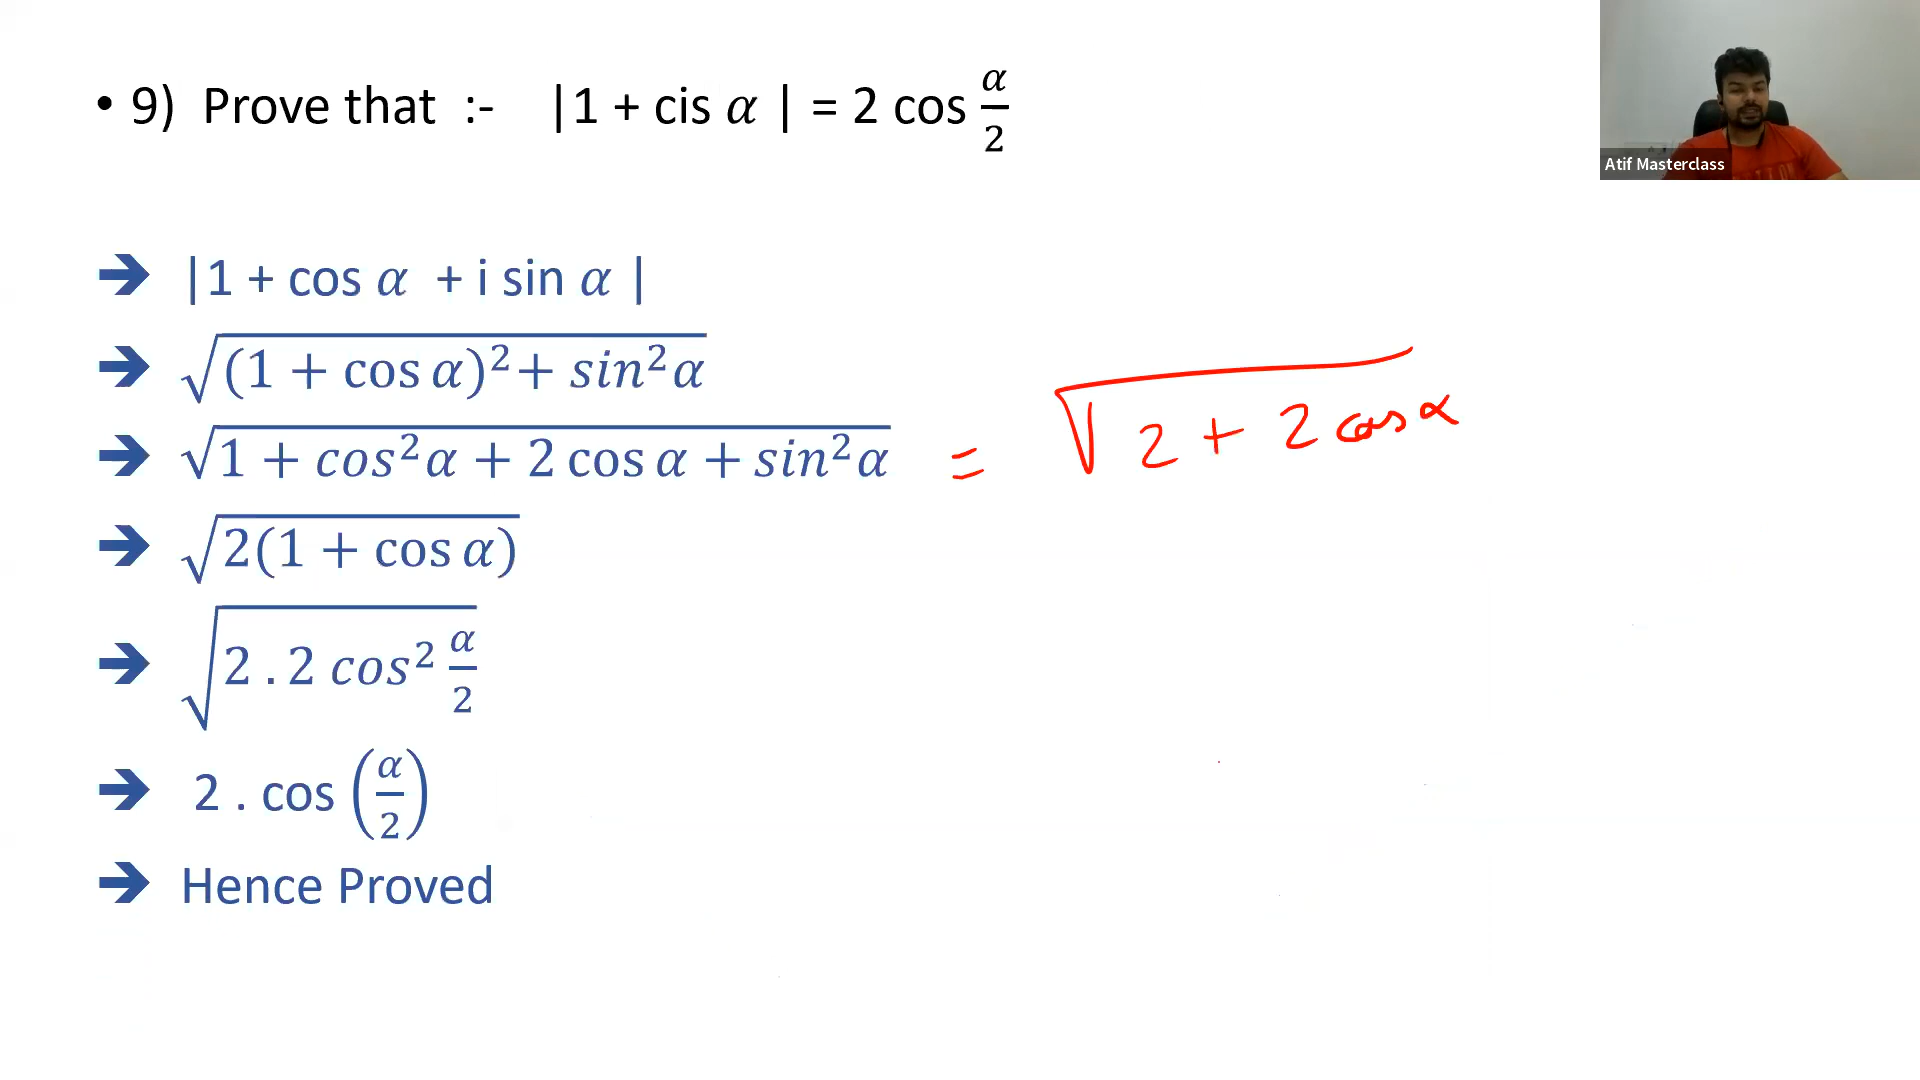 • 9) Prove that :- |1 + cis α | = 2 cos α/2
Atif Masterclass
➔ |1 + cos α + i sin α |
➔ √((1 + cos α)² + sin²α)
➔ √(1 + cos²α + 2 cos α + sin²α) = √(2 + 2 cos α)
➔ √(2(1 + cos α))
➔ √(2 . 2 cos² α/2)
➔ 2 . cos (α/2)
➔ Hence Proved